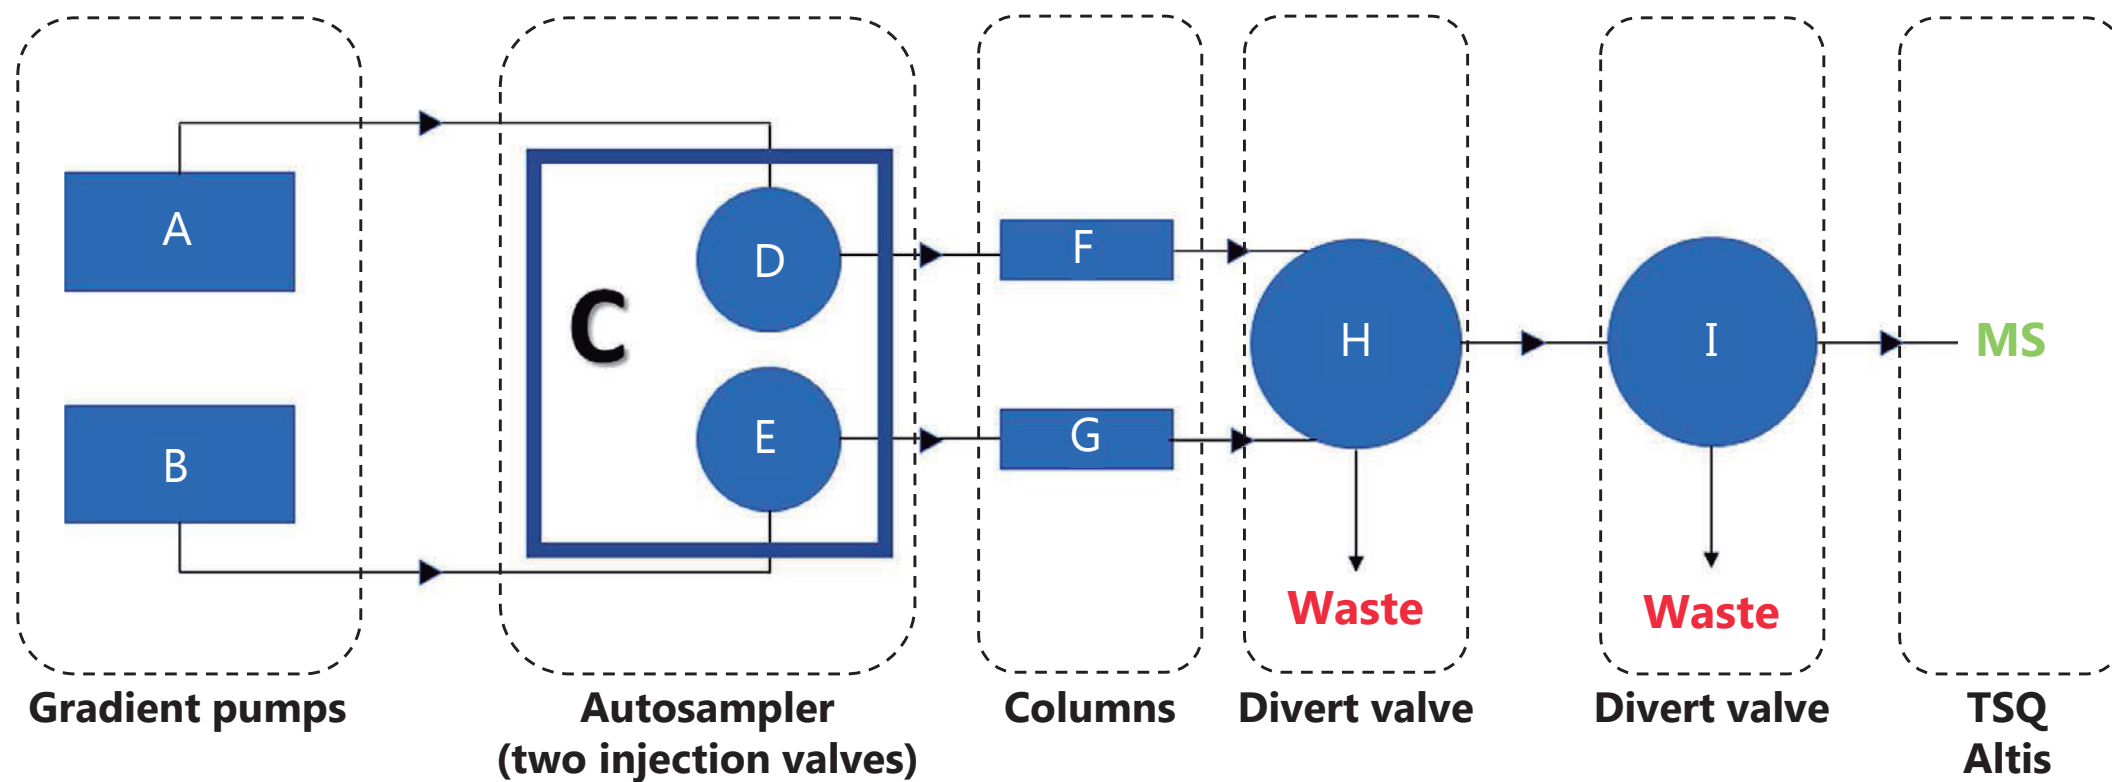 A
B
C
D
E
F
G
H
I
MS
Waste
Waste
Gradient pumps
Autosampler
(two injection valves)
Columns
Divert valve
Divert valve
TSQ
Altis